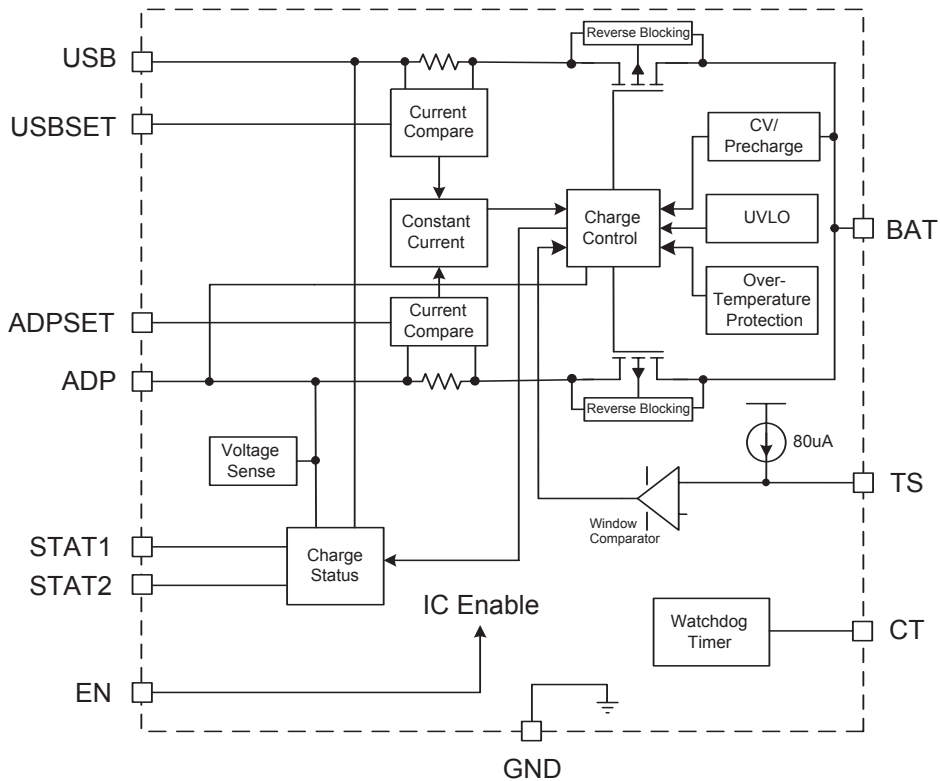 USB
Reverse Blocking
USBSET
Current
Compare
CV/
Precharge
Constant
Current
Charge
Control
UVLO
BAT
Over-
Temperature
Protection
ADPSET
Current
Compare
ADP
Reverse Blocking
80uA
Voltage
Sense
TS
Window
Comparator
STAT1
STAT2
Charge
Status
IC Enable
Watchdog
Timer
CT
EN
GND